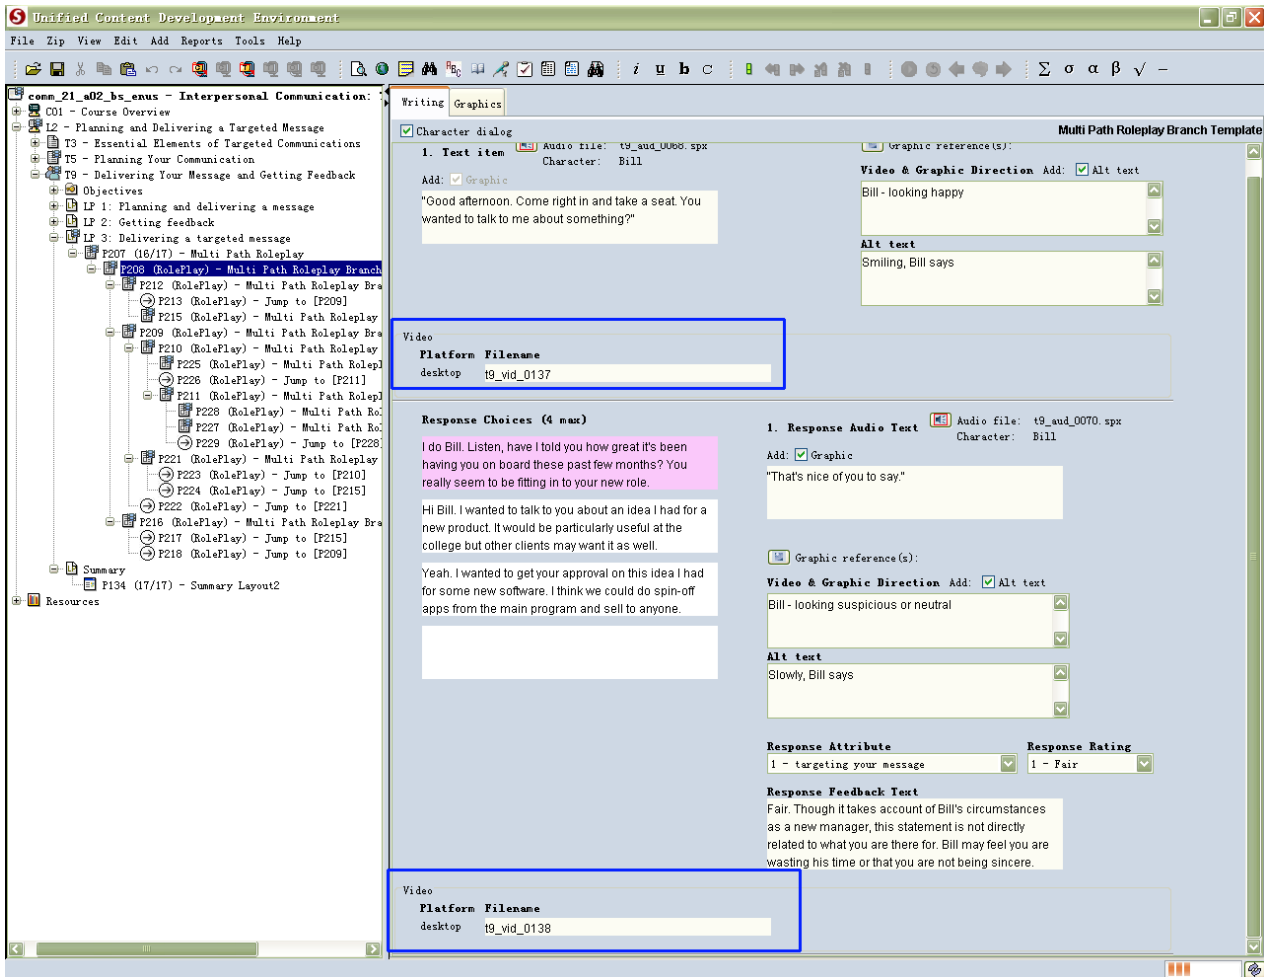 Unified Content Development Environment
File Zip View Edit Add Reports Tools Help
i u b C Σ σ α β √ −
comm_21_a02_bs_enus - Interpersonal Communication:
C01 - Course Overview
L2 - Planning and Delivering a Targeted Message
T3 - Essential Elements of Targeted Communications
T5 - Planning Your Communication
T9 - Delivering Your Message and Getting Feedback
Objectives
LP 1: Planning and delivering a message
LP 2: Getting feedback
LP 3: Delivering a targeted message
P207 (16/17) - Multi Path Roleplay
P208 (RolePlay) - Multi Path Roleplay Branch
P212 (RolePlay) - Multi Path Roleplay Bra
P213 (RolePlay) - Jump to [P209]
P215 (RolePlay) - Multi Path Roleplay
P209 (RolePlay) - Multi Path Roleplay Bra
P210 (RolePlay) - Multi Path Roleplay
P225 (RolePlay) - Multi Path Rolepl
P226 (RolePlay) - Jump to [P211]
P211 (RolePlay) - Multi Path Roleplay
P228 (RolePlay) - Multi Path Rol
P227 (RolePlay) - Multi Path Rol
P229 (RolePlay) - Jump to [P228
P221 (RolePlay) - Multi Path Roleplay
P223 (RolePlay) - Jump to [P210]
P224 (RolePlay) - Jump to [P215]
P222 (RolePlay) - Jump to [P221]
P216 (RolePlay) - Multi Path Roleplay Bra
P217 (RolePlay) - Jump to [P215]
P218 (RolePlay) - Jump to [P209]
Summary
P134 (17/17) - Summary Layout2
Resources
Writing Graphics
Character dialog
Multi Path Roleplay Branch Template
1. Text item Audio file: t9_aud_0068.spx
Character: Bill
Add: Graphic
"Good afternoon. Come right in and take a seat. You
wanted to talk to me about something?"
Graphic reference(s):
Video & Graphic Direction Add: Alt text
Bill - looking happy
Alt text
Smiling, Bill says
Video
Platform Filename
desktop t9_vid_0137
Response Choices (4 max)
I do Bill. Listen, have I told you how great it's been
having you on board these past few months? You
really seem to be fitting in to your new role.
Hi Bill. I wanted to talk to you about an idea I had for a
new product. It would be particularly useful at the
college but other clients may want it as well.
Yeah. I wanted to get your approval on this idea I had
for some new software. I think we could do spin-off
apps from the main program and sell to anyone.
1. Response Audio Text Audio file: t9_aud_0070.spx
Character: Bill
Add: Graphic
"That's nice of you to say."
Graphic reference(s):
Video & Graphic Direction Add: Alt text
Bill - looking suspicious or neutral
Alt text
Slowly, Bill says
Response Attribute Response Rating
1 - targeting your message 1 - Fair
Response Feedback Text
Fair. Though it takes account of Bill's circumstances
as a new manager, this statement is not directly
related to what you are there for. Bill may feel you are
wasting his time or that you are not being sincere.
Video
Platform Filename
desktop t9_vid_0138